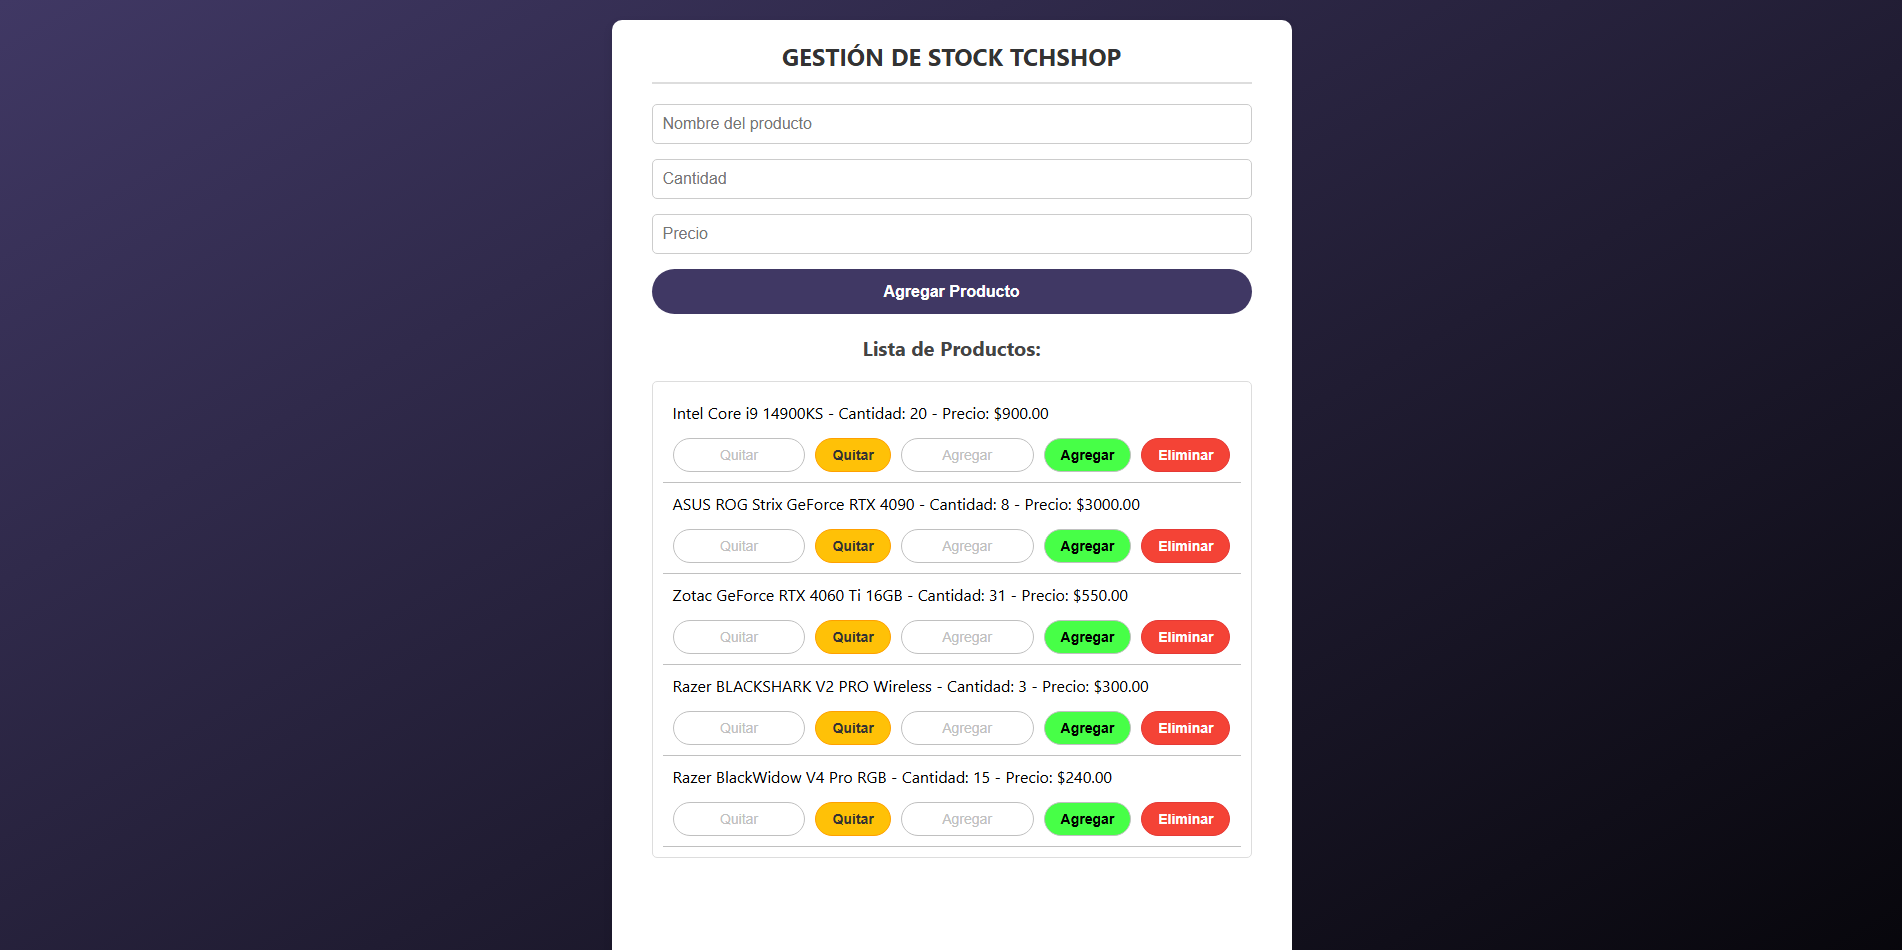 GESTIÓN DE STOCK TCHSHOP
Nombre del producto
Cantidad
Precio
Agregar Producto
Lista de Productos:
Intel Core i9 14900KS - Cantidad: 20 - Precio: $900.00
Quitar Quitar Agregar Agregar Eliminar
ASUS ROG Strix GeForce RTX 4090 - Cantidad: 8 - Precio: $3000.00
Quitar Quitar Agregar Agregar Eliminar
Zotac GeForce RTX 4060 Ti 16GB - Cantidad: 31 - Precio: $550.00
Quitar Quitar Agregar Agregar Eliminar
Razer BLACKSHARK V2 PRO Wireless - Cantidad: 3 - Precio: $300.00
Quitar Quitar Agregar Agregar Eliminar
Razer BlackWidow V4 Pro RGB - Cantidad: 15 - Precio: $240.00
Quitar Quitar Agregar Agregar Eliminar